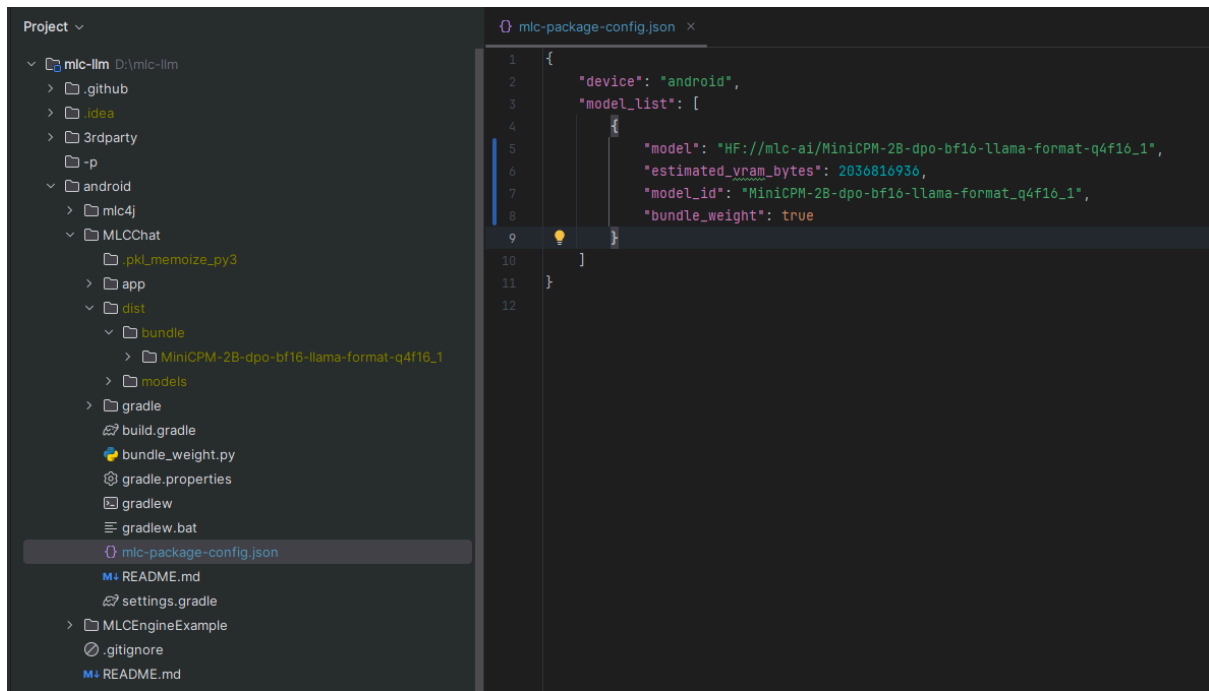 Project
mlc-llm D:\mlc-llm
.github
.idea
3rdparty
-p
android
mlc4j
MLCChat
.pkl_memoize_py3
app
dist
bundle
MiniCPM-2B-dpo-bf16-llama-format-q4f16_1
models
gradle
build.gradle
bundle_weight.py
gradle.properties
gradlew
gradlew.bat
{} mlc-package-config.json
M↓ README.md
settings.gradle
MLCEngineExample
.gitignore
M↓ README.md
{} mlc-package-config.json ×
1 {
2 "device": "android",
3 "model_list": [
4 {
5 "model": "HF://mlc-ai/MiniCPM-2B-dpo-bf16-llama-format-q4f16_1",
6 "estimated_vram_bytes": 2036816936,
7 "model_id": "MiniCPM-2B-dpo-bf16-llama-format_q4f16_1",
8 "bundle_weight": true
9 }
10 ]
11 }
12